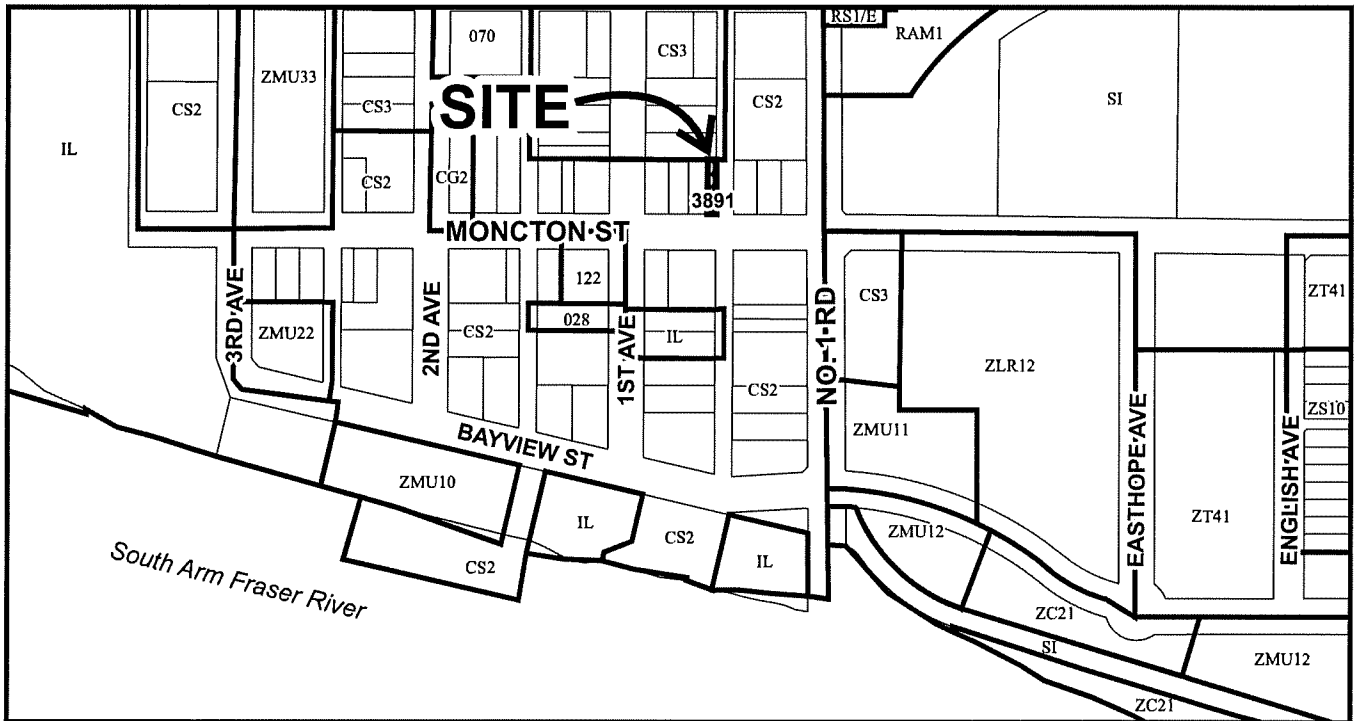 RS1/E
RAM1
070
CS3
ZMU33
CS2
CS3
SITE
CS2
SI
IL
CS2
CG2
3891
MONCTON ST
122
3RD AVE
2ND AVE
1ST AVE
NO. 1 RD
CS3
ZT41
028
ZMU22
CS2
IL
ZLR12
CS2
ZS10
ZMU11
EASTHOPE AVE
ENGLISH AVE
BAYVIEW ST
ZMU10
IL
CS2
ZMU12
ZT41
CS2
IL
South Arm Fraser River
ZC21
SI
ZMU12
ZC21